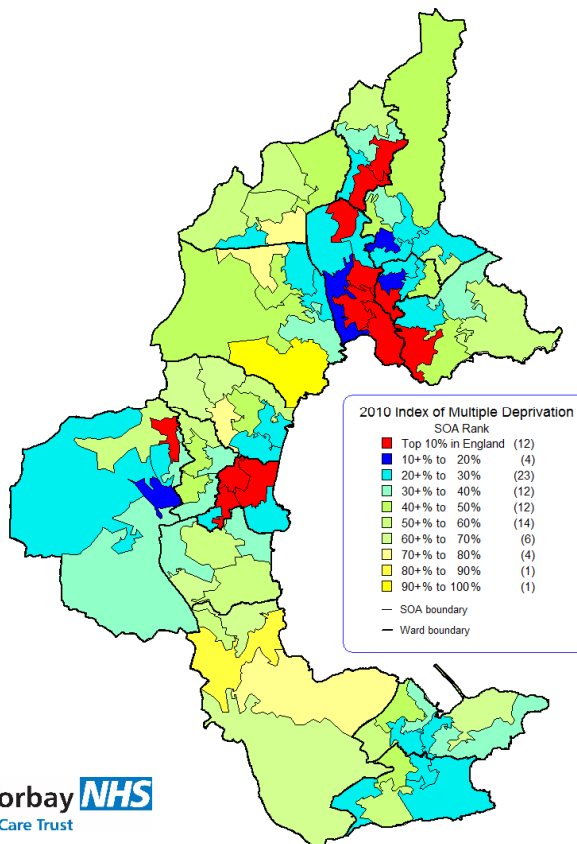 2010 Index of Multiple Deprivation
SOA Rank
Top 10% in England (12)
10+% to 20% (4)
20+% to 30% (23)
30+% to 40% (12)
40+% to 50% (12)
50+% to 60% (14)
60+% to 70% (6)
70+% to 80% (4)
80+% to 90% (1)
90+% to 100% (1)
SOA boundary
Ward boundary
orbay NHS
Care Trust